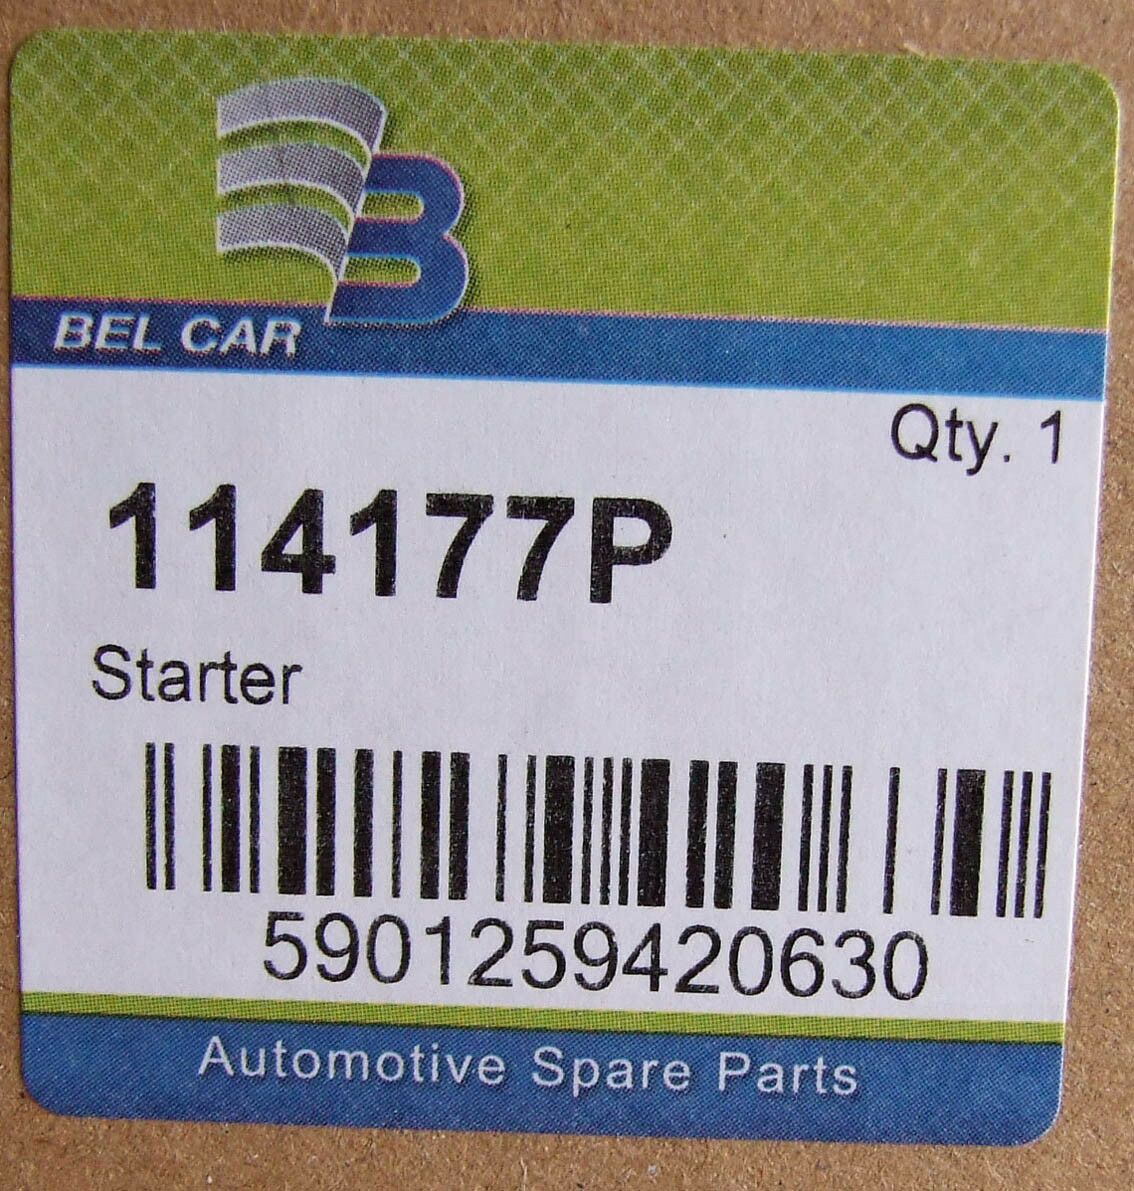 B
BEL CAR
Qty. 1
114177P
Starter
5901259420630
Automotive Spare Parts